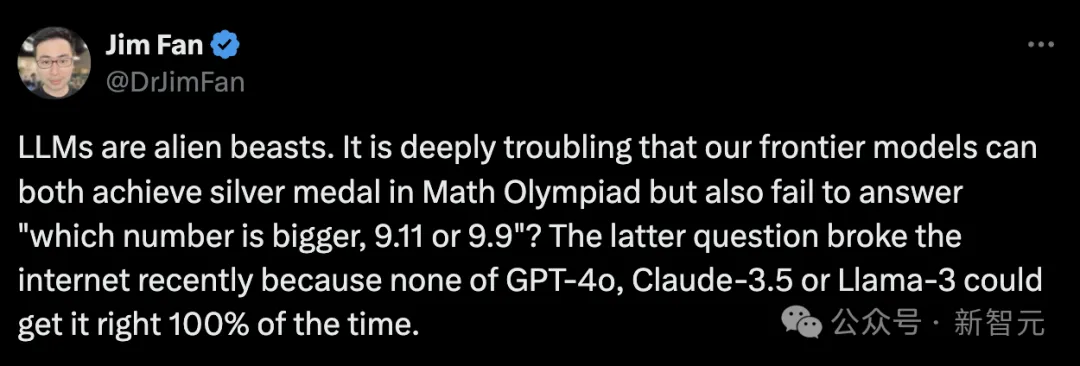 Jim Fan
@DrJimFan
LLMs are alien beasts. It is deeply troubling that our frontier models can
both achieve silver medal in Math Olympiad but also fail to answer
"which number is bigger, 9.11 or 9.9"? The latter question broke the
internet recently because none of GPT-4o, Claude-3.5 or Llama-3 could
get it right 100% of the time.
公众号 · 新智元